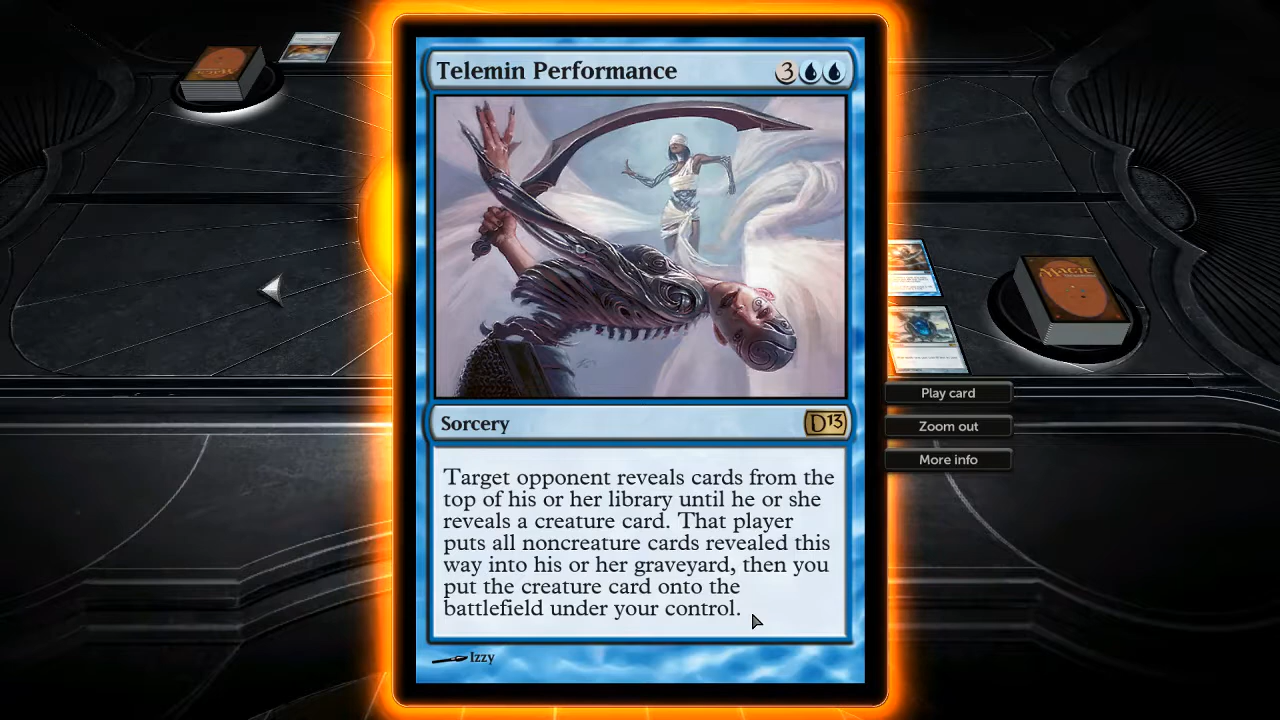 Telemin Performance 3
Sorcery D13
Target opponent reveals cards from the
top of his or her library until he or she
reveals a creature card. That player
puts all noncreature cards revealed this
way into his or her graveyard, then you
put the creature card onto the
battlefield under your control.
Izzy
MAGIC
Play card
Zoom out
More info